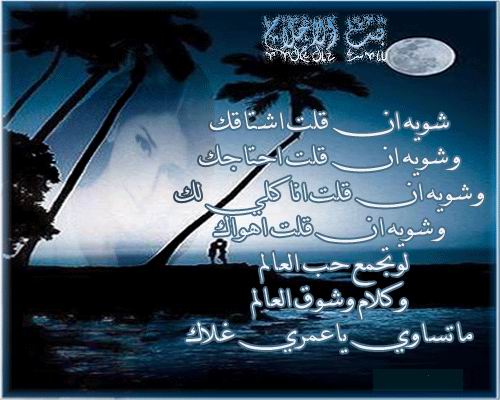 شويه ان قلت اشتاقك
وشويه ان قلت احتاجك
وشويه ان قلت انا كلي لك
وشويه ان قلت اهواك
لو تجمع حب العالم
وكلام وشوق العالم
ماتساوي ياعمري غلاك